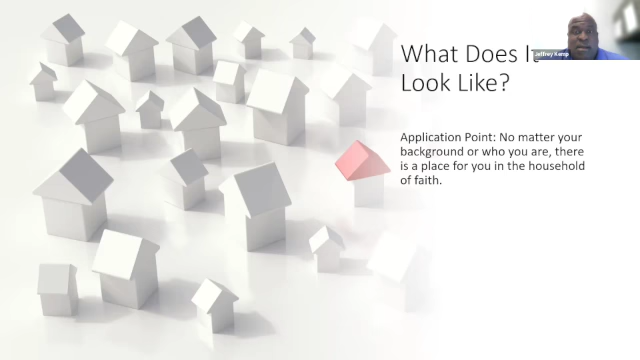 What Does It
Look Like?
Jeffrey Kemp
Application Point: No matter your
background or who you are, there
is a place for you in the household
of faith.